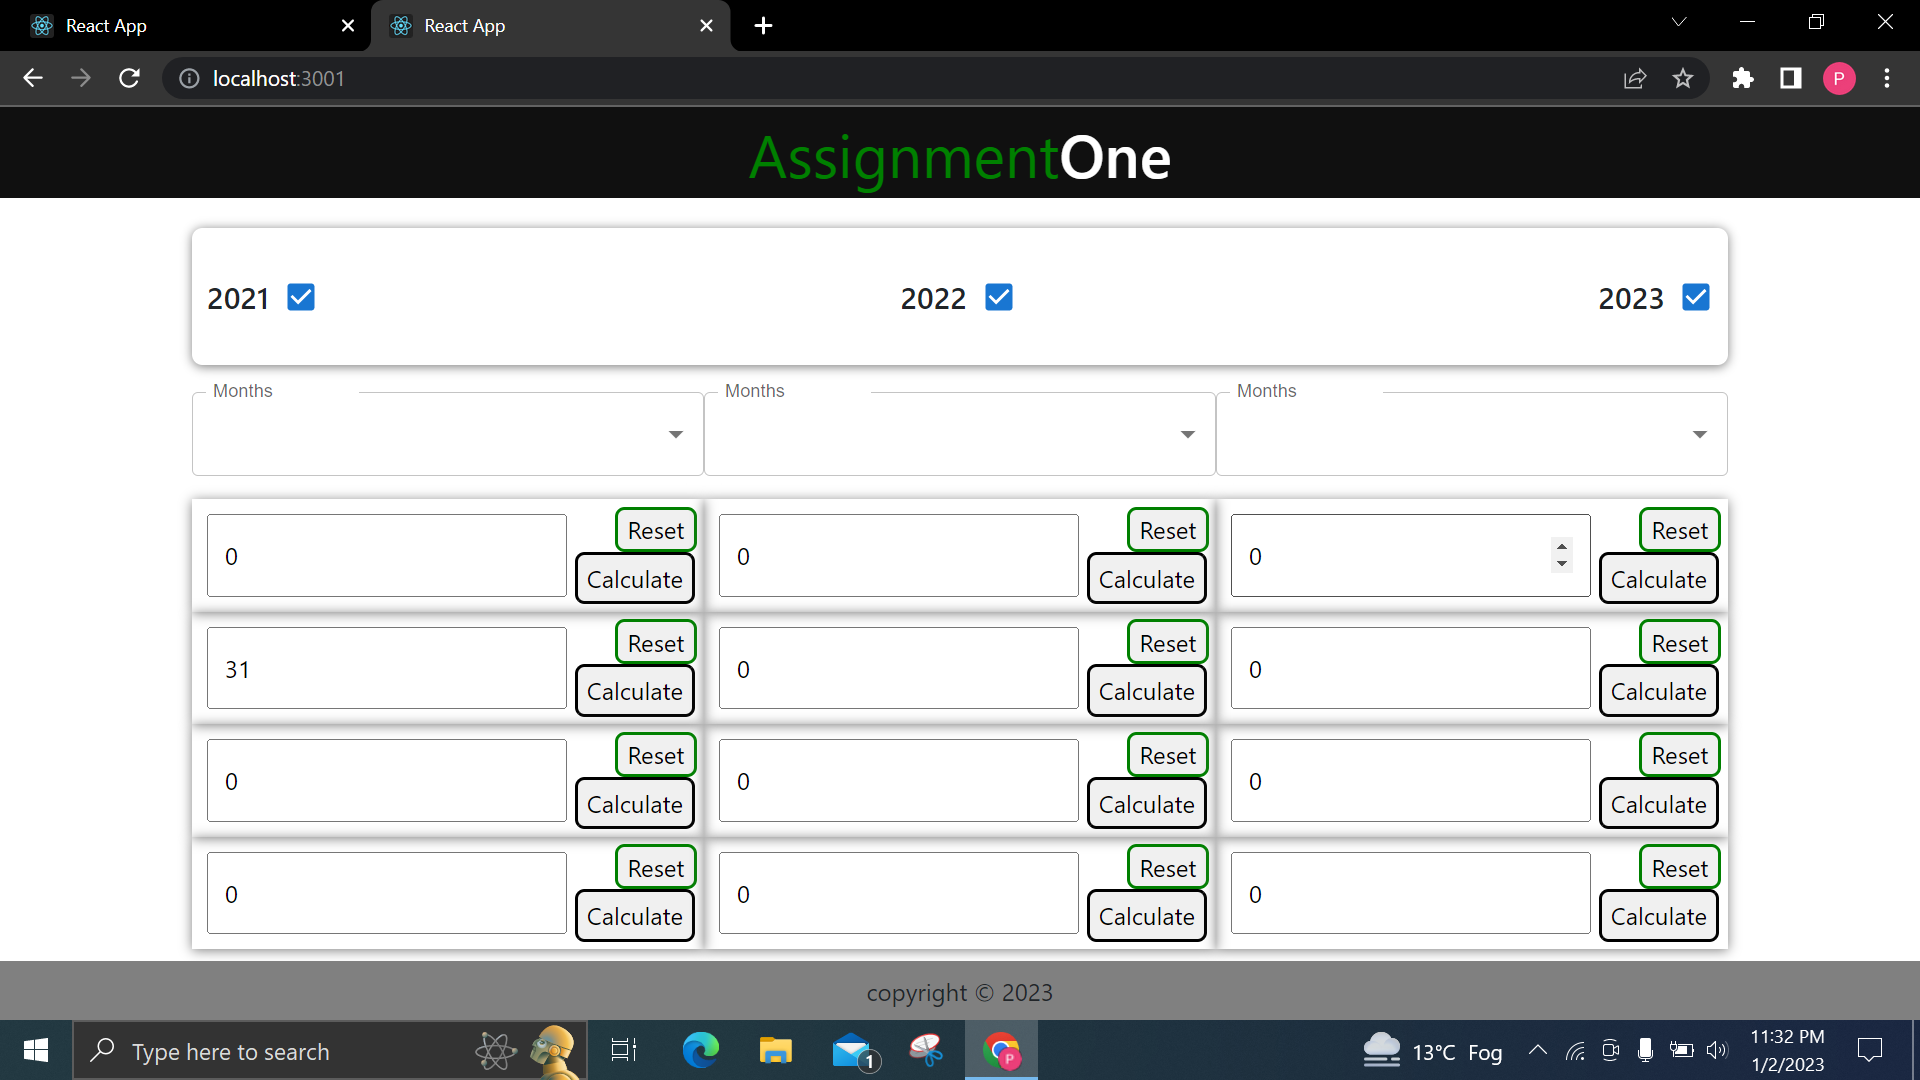 React App
React App
localhost:3001
P
AssignmentOne
2021
2022
2023
Months
Months
Months
0 Reset Calculate
0 Reset Calculate
0 Reset Calculate
31 Reset Calculate
0 Reset Calculate
0 Reset Calculate
0 Reset Calculate
0 Reset Calculate
0 Reset Calculate
0 Reset Calculate
0 Reset Calculate
0 Reset Calculate
copyright © 2023
Type here to search
1
P
13°C Fog
11:32 PM
1/2/2023